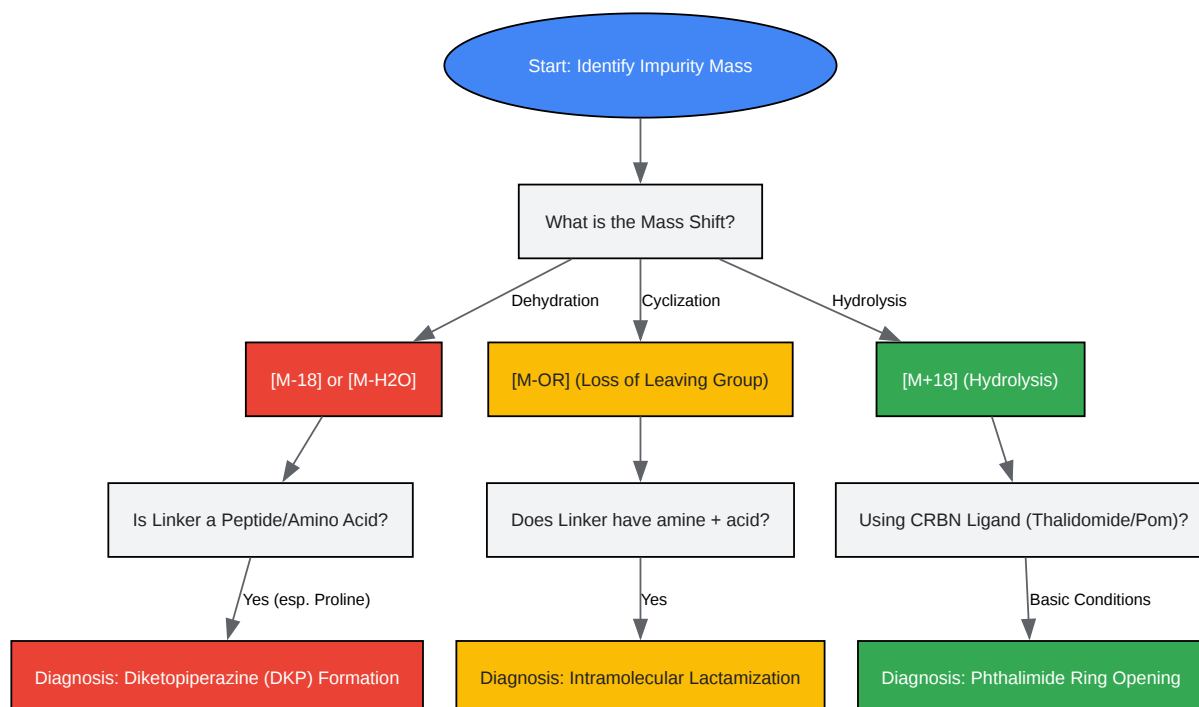 Start: Identify Impurity Mass
What is the Mass Shift?
Dehydration
Cyclization
Hydrolysis
[M-18] or [M-H2O]
[M-OR] (Loss of Leaving Group)
[M+18] (Hydrolysis)
Is Linker a Peptide/Amino Acid?
Does Linker have amine + acid?
Using CRBN Ligand (Thalidomide/Pom)?
Yes (esp. Proline)
Yes
Basic Conditions
Diagnosis: Diketopiperazine (DKP) Formation
Diagnosis: Intramolecular Lactamization
Diagnosis: Phthalimide Ring Opening